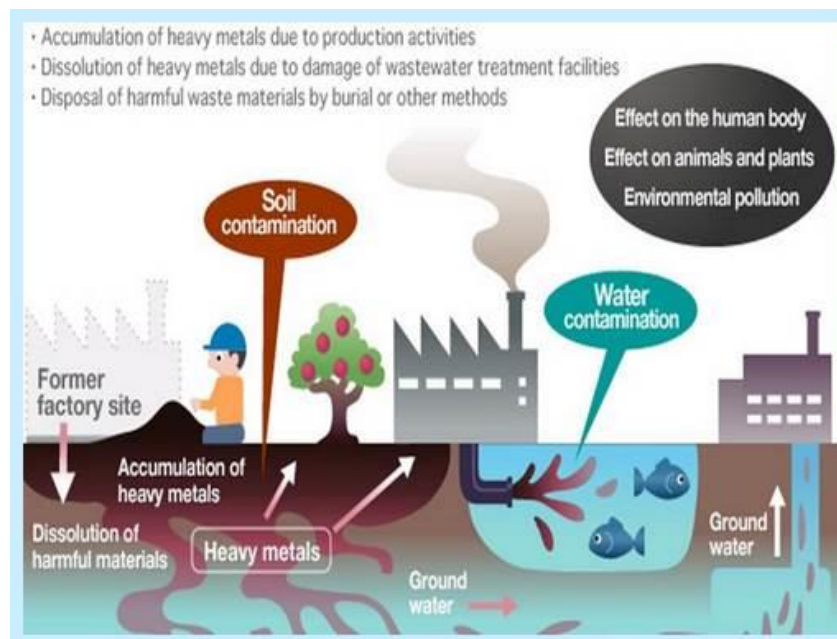 · Accumulation of heavy metals due to production activities
· Dissolution of heavy metals due to damage of wastewater treatment facilities
· Disposal of harmful waste materials by burial or other methods
Effect on the human body
Effect on animals and plants
Environmental pollution
Soil
contamination
Water
contamination
Former
factory site
Accumulation of
heavy metals
Dissolution of
harmful materials
Heavy metals
Ground
water
Ground
water